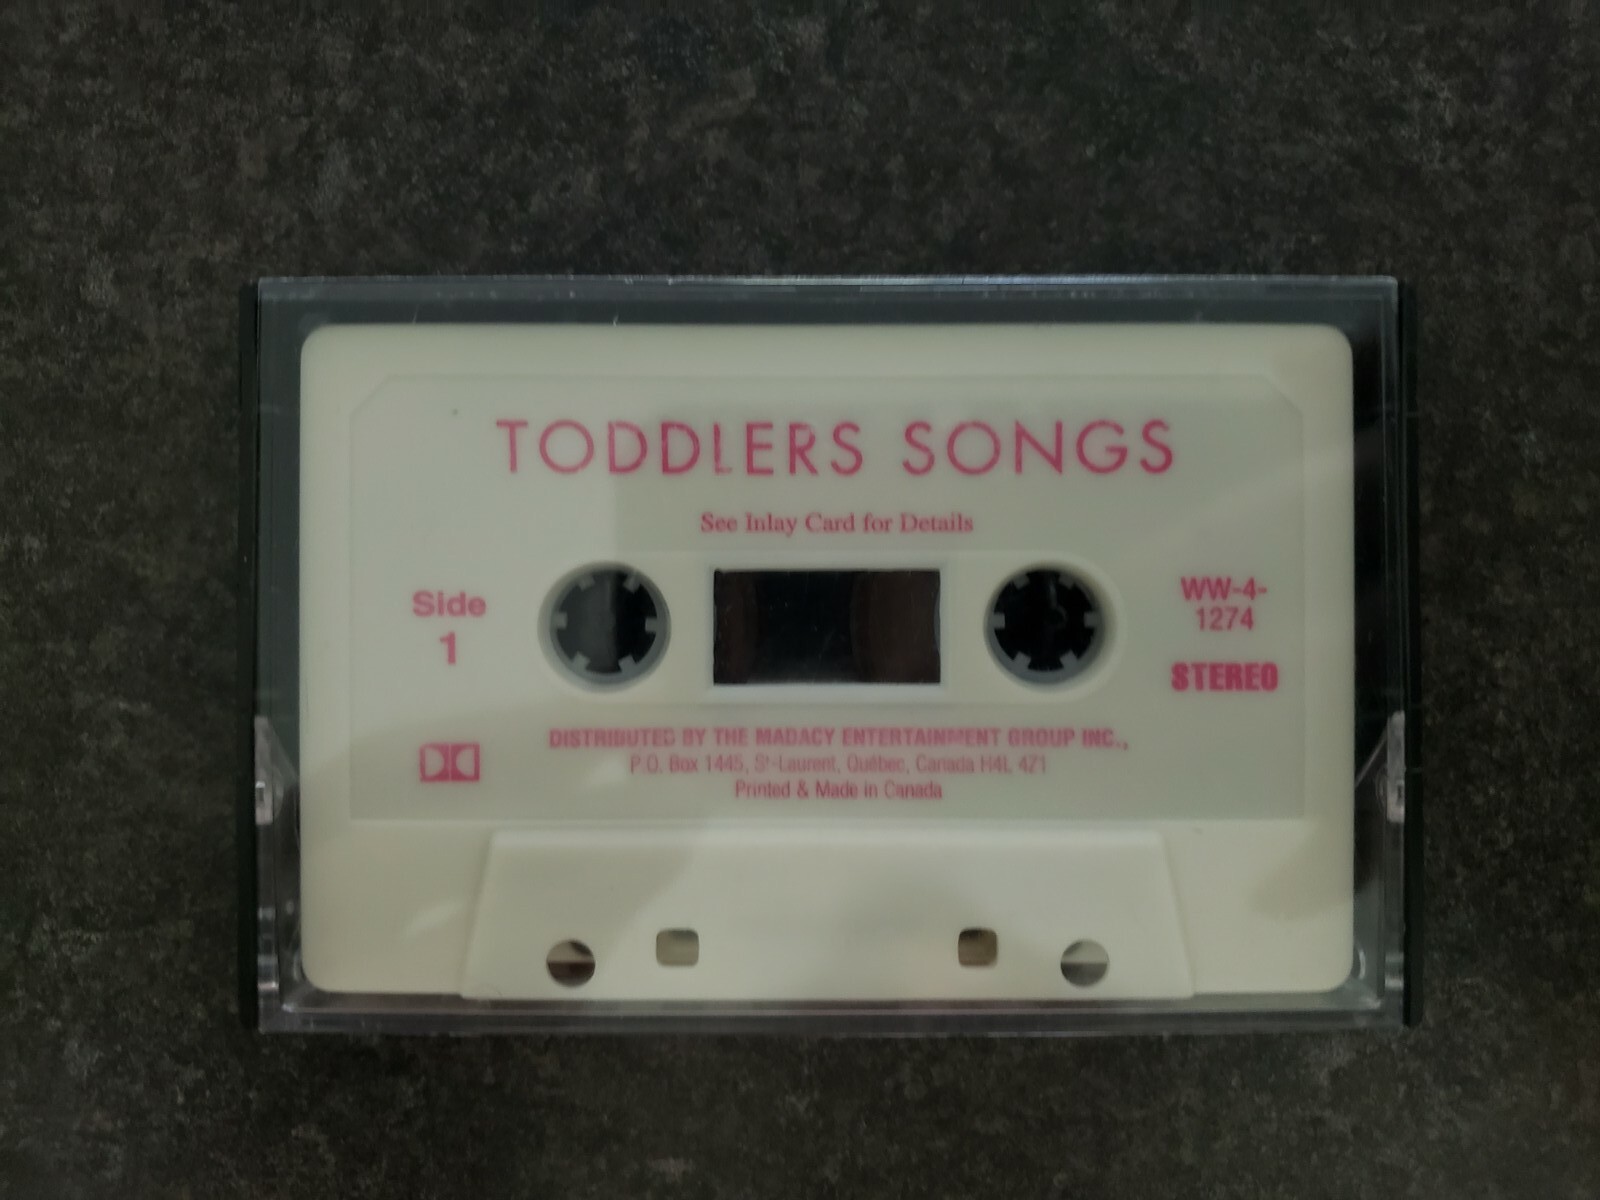 TODDLERS SONGS
See Inlay Card for Details
Side
1
WW-4-
1274
STEREO
DISTRIBUTED BY THE MADACY ENTERTAINMENT GROUP INC.,
P.O. Box 1445, St-Laurent, Québec, Canada H4L 4Z1
Printed & Made in Canada